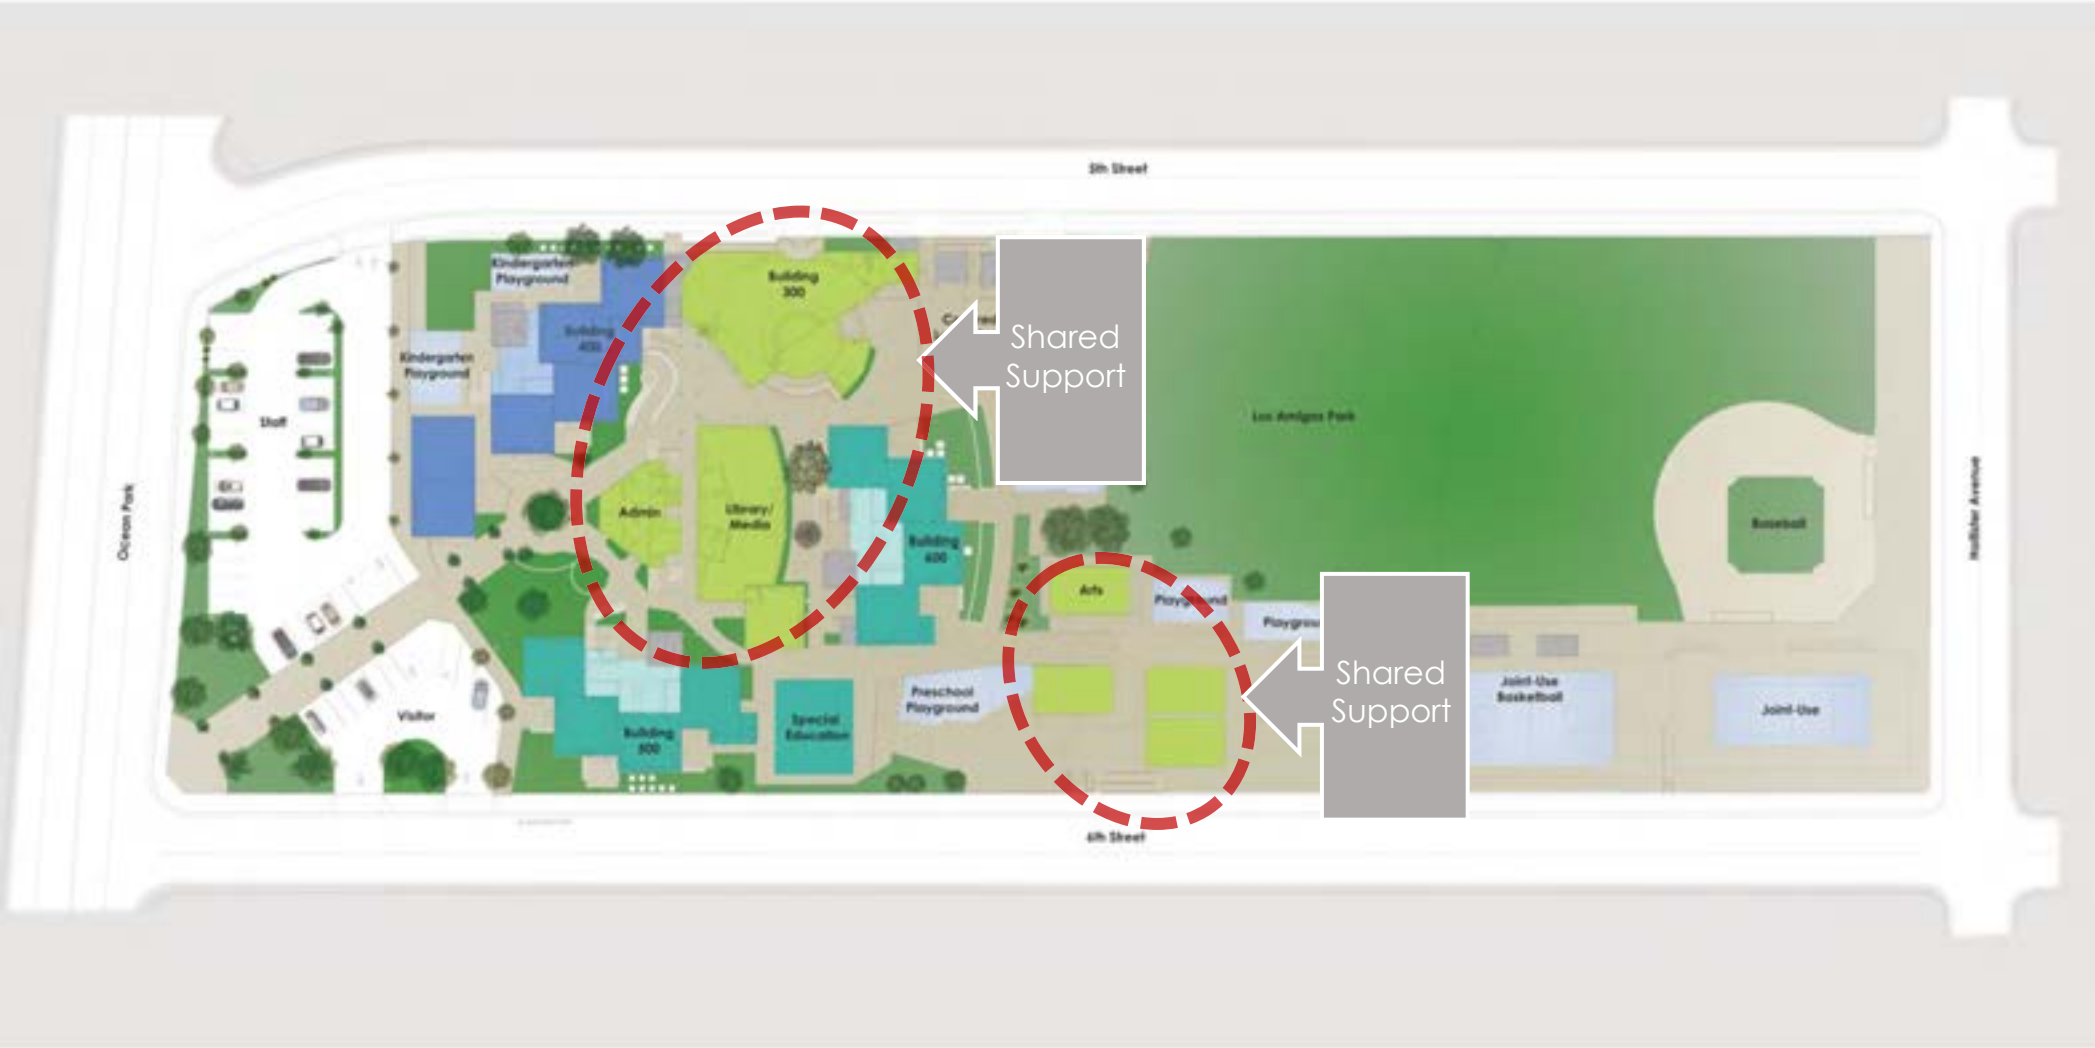 5th Street
Kindergarten
Playground
Building
300
Shared
Support
Building
400
Kindergarten
Playground
Staff
Los Amigos Park
Ocean Park
Admin
Library/
Media
Building
600
Baseball
Hollister Avenue
Arts
Playground
Shared
Support
Preschool
Playground
Joint-Use
Basketball
Joint-Use
Visitor
Building
500
Special
Education
6th Street